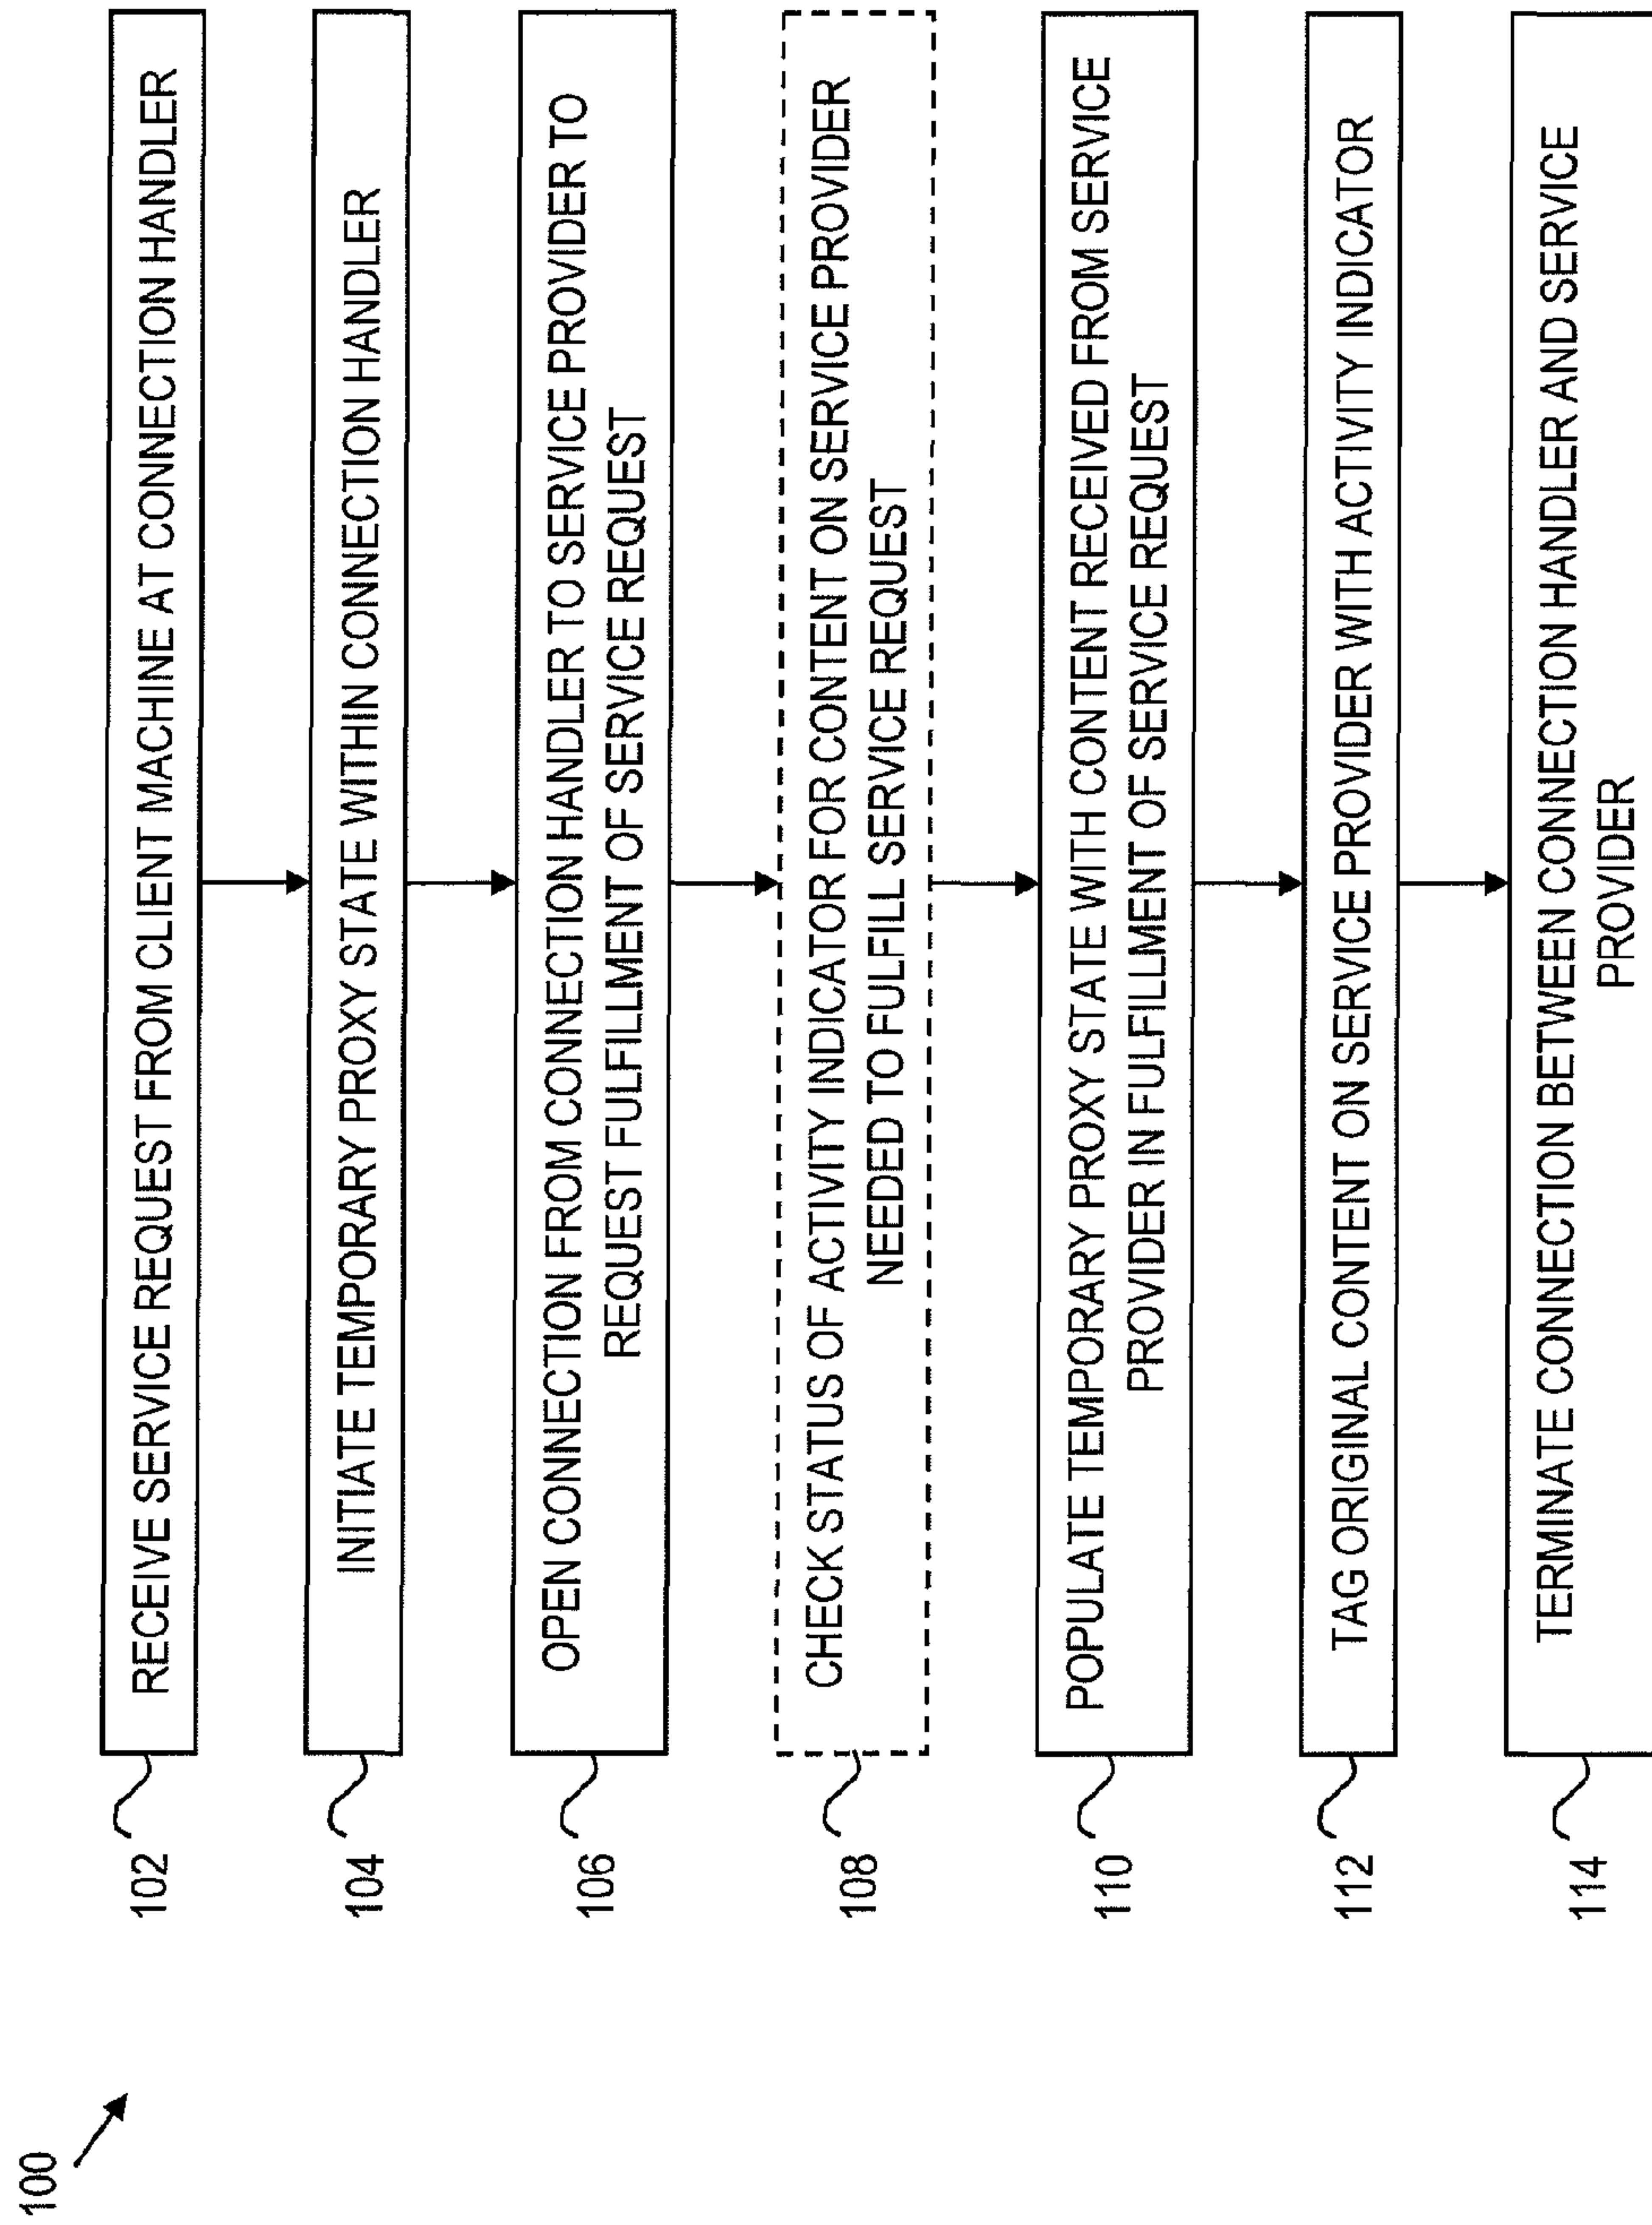 100
102
RECEIVE SERVICE REQUEST FROM CLIENT MACHINE AT CONNECTION HANDLER
104
INITIATE TEMPORARY PROXY STATE WITHIN CONNECTION HANDLER
106
OPEN CONNECTION FROM CONNECTION HANDLER TO SERVICE PROVIDER TO
REQUEST FULFILLMENT OF SERVICE REQUEST
108
CHECK STATUS OF ACTIVITY INDICATOR FOR CONTENT ON SERVICE PROVIDER
NEEDED TO FULFILL SERVICE REQUEST
110
POPULATE TEMPORARY PROXY STATE WITH CONTENT RECEIVED FROM SERVICE
PROVIDER IN FULFILLMENT OF SERVICE REQUEST
112
TAG ORIGINAL CONTENT ON SERVICE PROVIDER WITH ACTIVITY INDICATOR
114
TERMINATE CONNECTION BETWEEN CONNECTION HANDLER AND SERVICE
PROVIDER